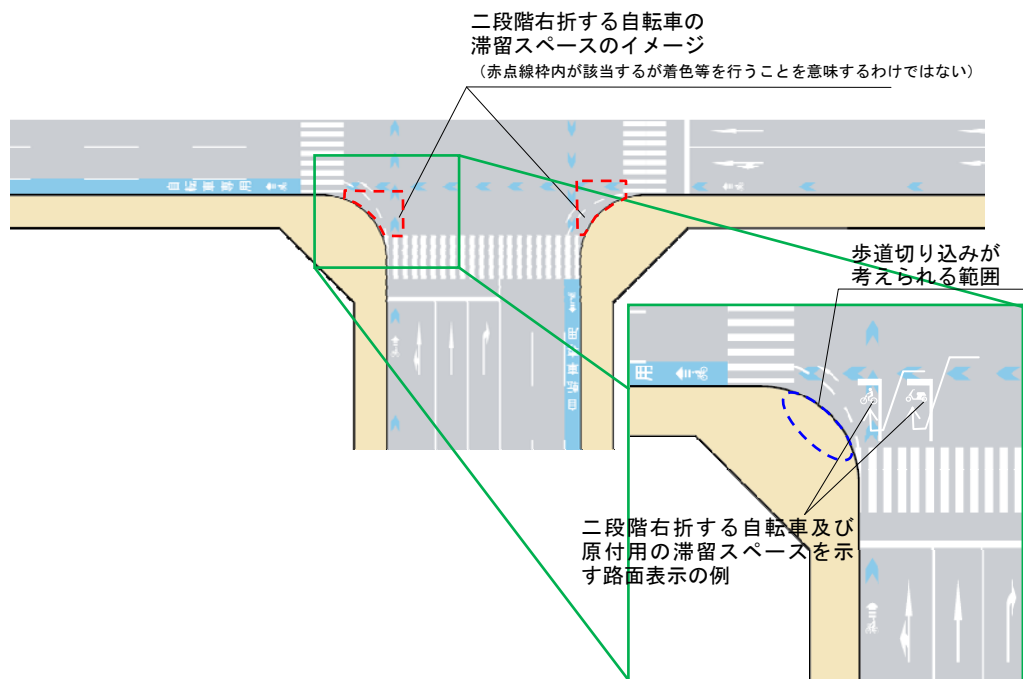 二段階右折する自転車の
滞留スペースのイメージ
(赤点線枠内が該当するが着色等を行うことを意味するわけではない)
自転車専用
歩道切り込みが
考えられる範囲
自転車専用
用
二段階右折する自転車及び
原付用の滞留スペースを示
す路面表示の例